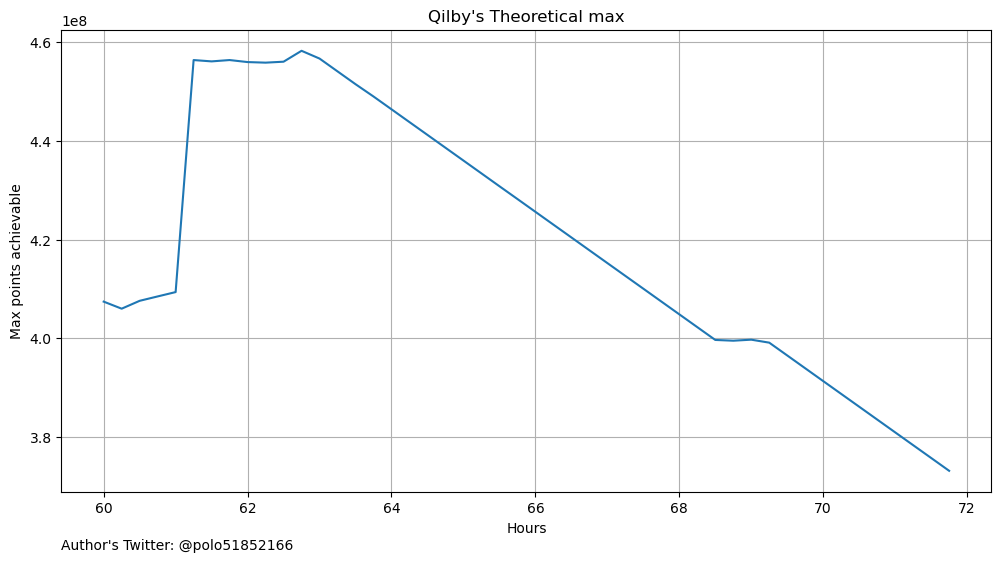 Qilby's Theoretical max
1e8
4.6
4.4
4.2
4.0
3.8
Max points achievable
60 62 64 66 68 70 72
Hours
Author's Twitter: @polo51852166